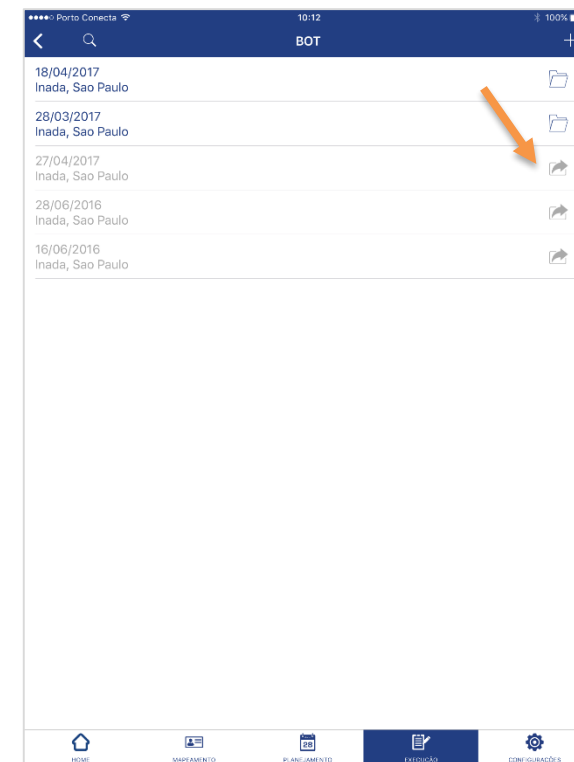 Porto Conecta
10:12
100%
BOT
18/04/2017
Inada, Sao Paulo
28/03/2017
Inada, Sao Paulo
27/04/2017
Inada, Sao Paulo
28/06/2016
Inada, Sao Paulo
16/06/2016
Inada, Sao Paulo
28
HOME
MAPEAMENTO
PLANEJAMENTO
EXECUÇÃO
CONFIGURAÇÕES